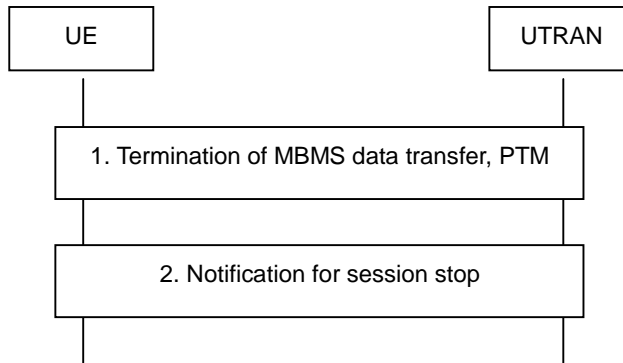 UE
UTRAN
1. Termination of MBMS data transfer, PTM
2. Notification for session stop